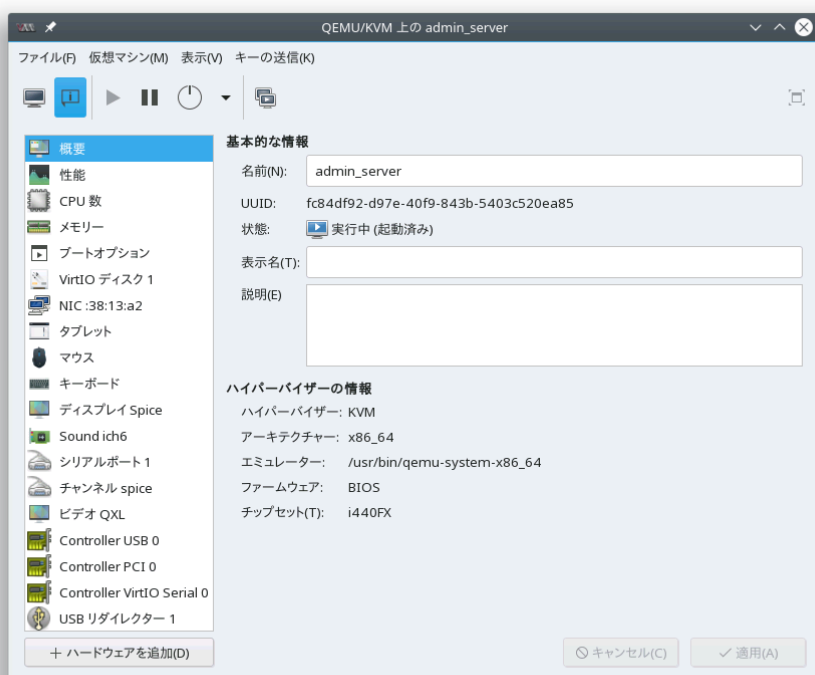 QEMU/KVM 上の admin_server
ファイル(F) 仮想マシン(M) 表示(V) キーの送信(K)
概要
性能
CPU 数
メモリー
ブートオプション
VirtIO ディスク 1
NIC :38:13:a2
タブレット
マウス
キーボード
ディスプレイ Spice
Sound ich6
シリアルポート 1
チャンネル spice
ビデオ QXL
Controller USB 0
Controller PCI 0
Controller VirtIO Serial 0
USB リダイレクター 1
ハードウェアを追加(D)
基本的な情報
名前(N): admin_server
UUID: fc84df92-d97e-40f9-843b-5403c520ea85
状態: 実行中 (起動済み)
表示名(T):
説明(E)
ハイパーバイザーの情報
ハイパーバイザー: KVM
アーキテクチャー: x86_64
エミュレーター: /usr/bin/qemu-system-x86_64
ファームウェア: BIOS
チップセット(T): i440FX
キャンセル(C) 適用(A)